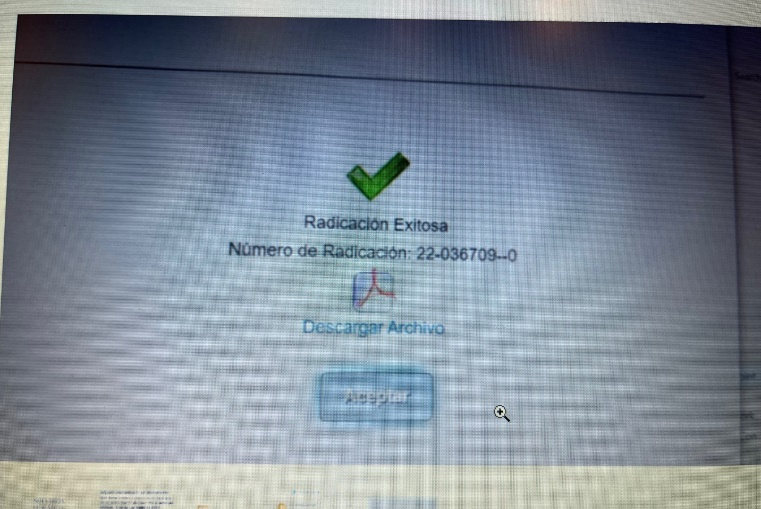 Radicación Exitosa
Número de Radicación: 22-036709--0
Descargar Archivo
Aceptar